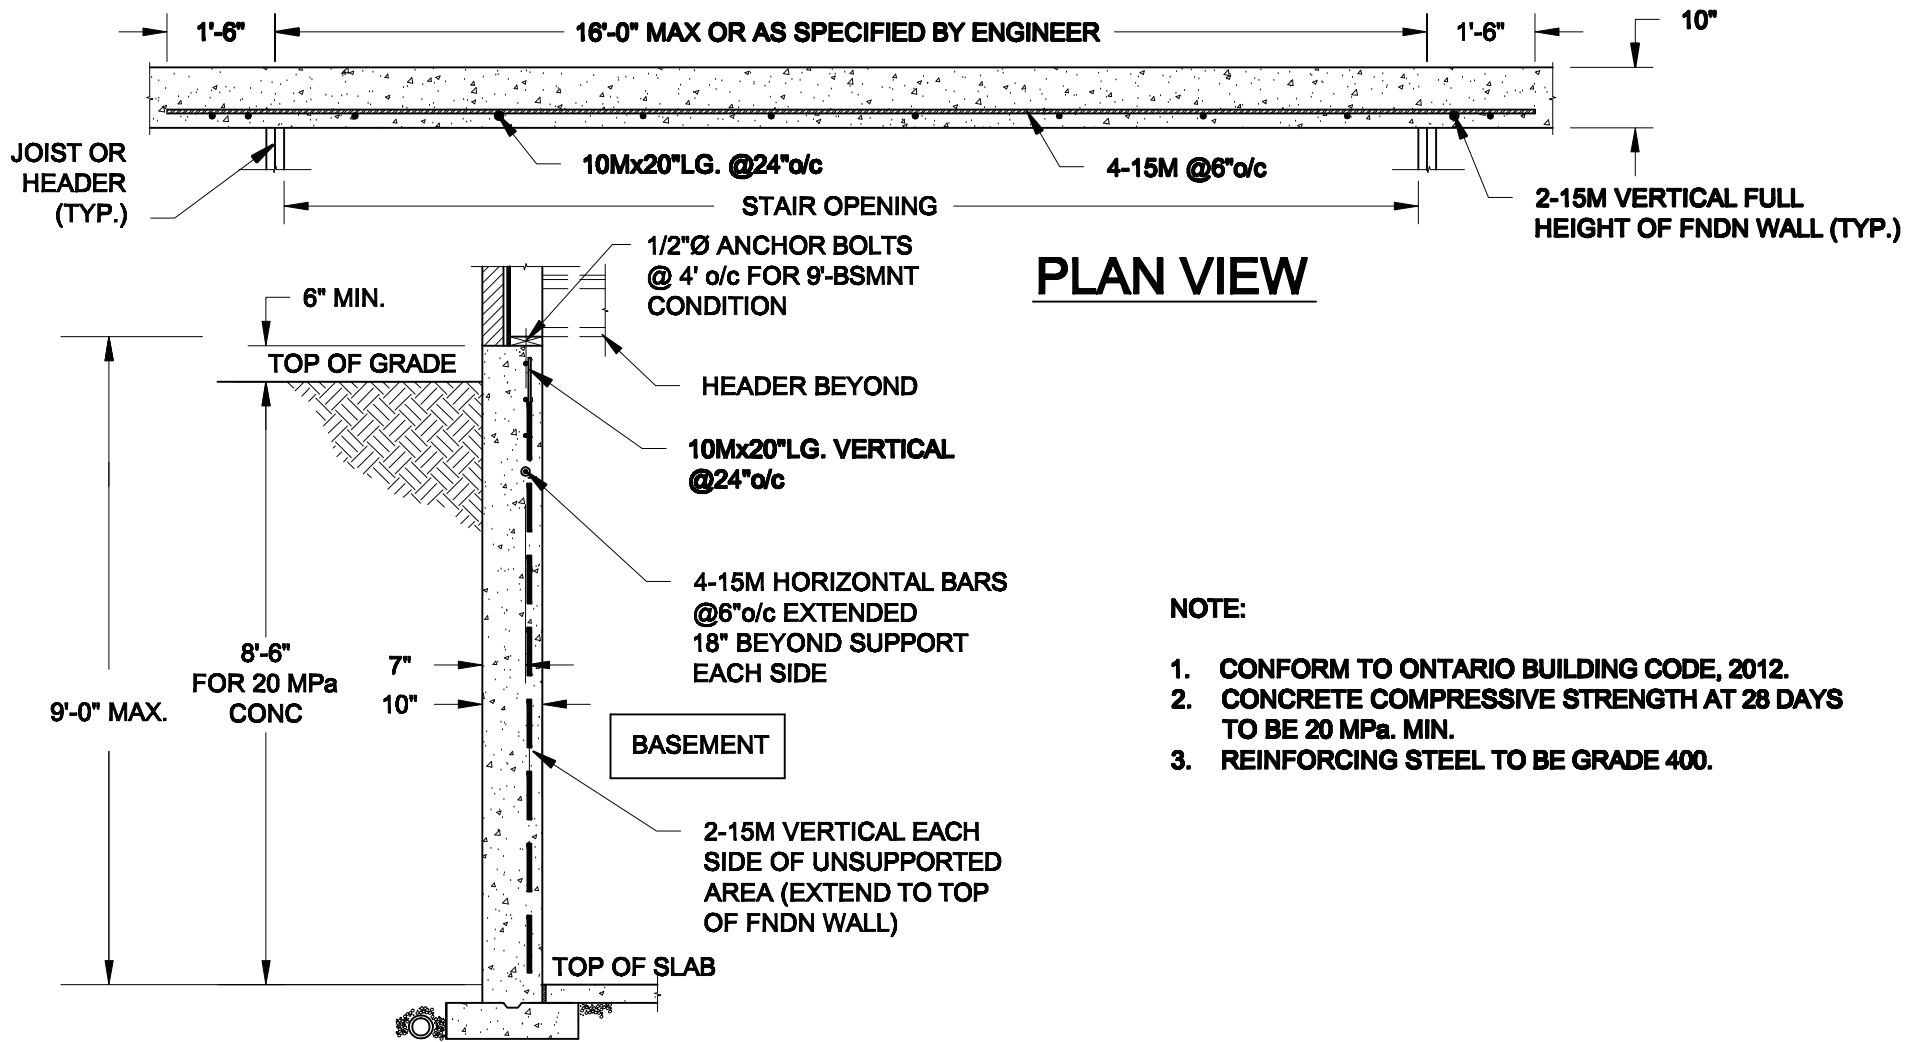 1'-6"
16'-0" MAX OR AS SPECIFIED BY ENGINEER
1'-6"
10"
JOIST OR
HEADER
(TYP.)
10Mx20"LG. @24"o/c
4-15M @6"o/c
2-15M VERTICAL FULL
HEIGHT OF FNDN WALL (TYP.)
STAIR OPENING
PLAN VIEW
1/2"Ø ANCHOR BOLTS
@ 4' o/c FOR 9'-BSMNT
CONDITION
6" MIN.
TOP OF GRADE
HEADER BEYOND
10Mx20"LG. VERTICAL
@24"o/c
4-15M HORIZONTAL BARS
@6"o/c EXTENDED
18" BEYOND SUPPORT
EACH SIDE
8'-6"
FOR 20 MPa
CONC
9'-0" MAX.
7"
10"
BASEMENT
2-15M VERTICAL EACH
SIDE OF UNSUPPORTED
AREA (EXTEND TO TOP
OF FNDN WALL)
TOP OF SLAB
NOTE:
1. CONFORM TO ONTARIO BUILDING CODE, 2012.
2. CONCRETE COMPRESSIVE STRENGTH AT 28 DAYS
TO BE 20 MPa. MIN.
3. REINFORCING STEEL TO BE GRADE 400.